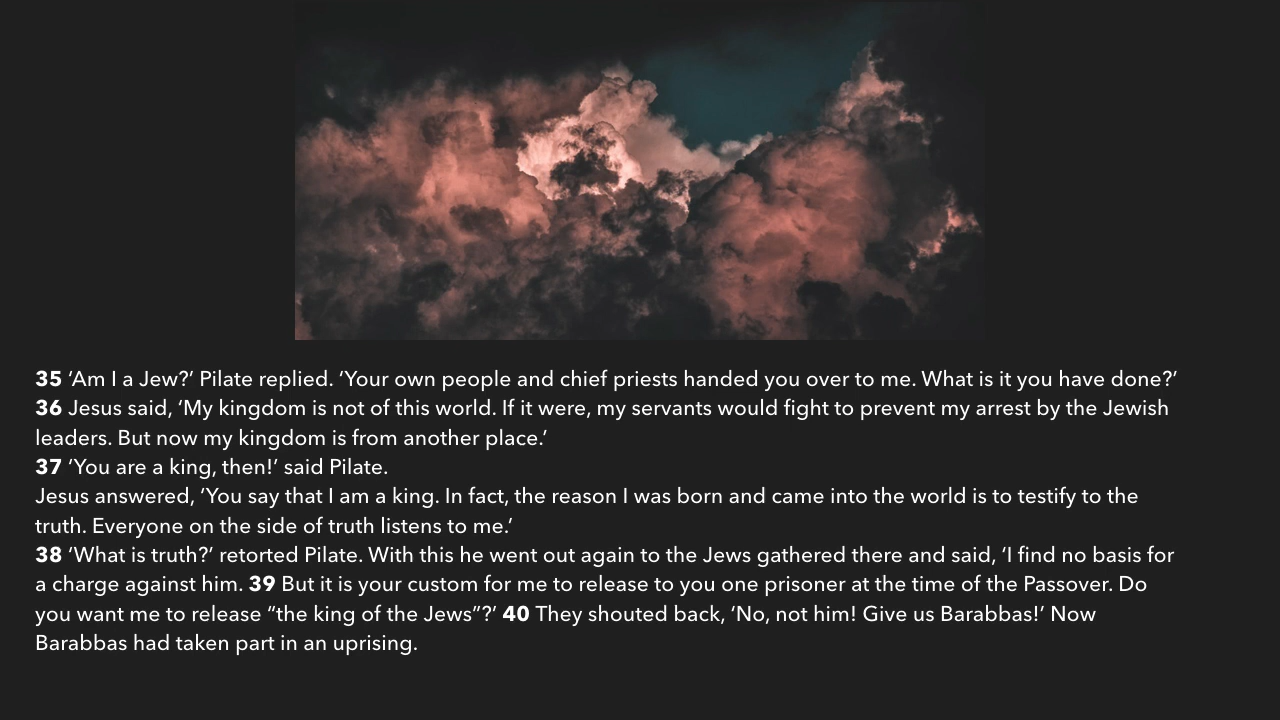 35 ‘Am I a Jew?’ Pilate replied. ‘Your own people and chief priests handed you over to me. What is it you have done?’
36 Jesus said, ‘My kingdom is not of this world. If it were, my servants would fight to prevent my arrest by the Jewish
leaders. But now my kingdom is from another place.’
37 ‘You are a king, then!’ said Pilate.
Jesus answered, ‘You say that I am a king. In fact, the reason I was born and came into the world is to testify to the
truth. Everyone on the side of truth listens to me.’
38 ‘What is truth?’ retorted Pilate. With this he went out again to the Jews gathered there and said, ‘I find no basis for
a charge against him. 39 But it is your custom for me to release to you one prisoner at the time of the Passover. Do
you want me to release “the king of the Jews”?’ 40 They shouted back, ‘No, not him! Give us Barabbas!’ Now
Barabbas had taken part in an uprising.